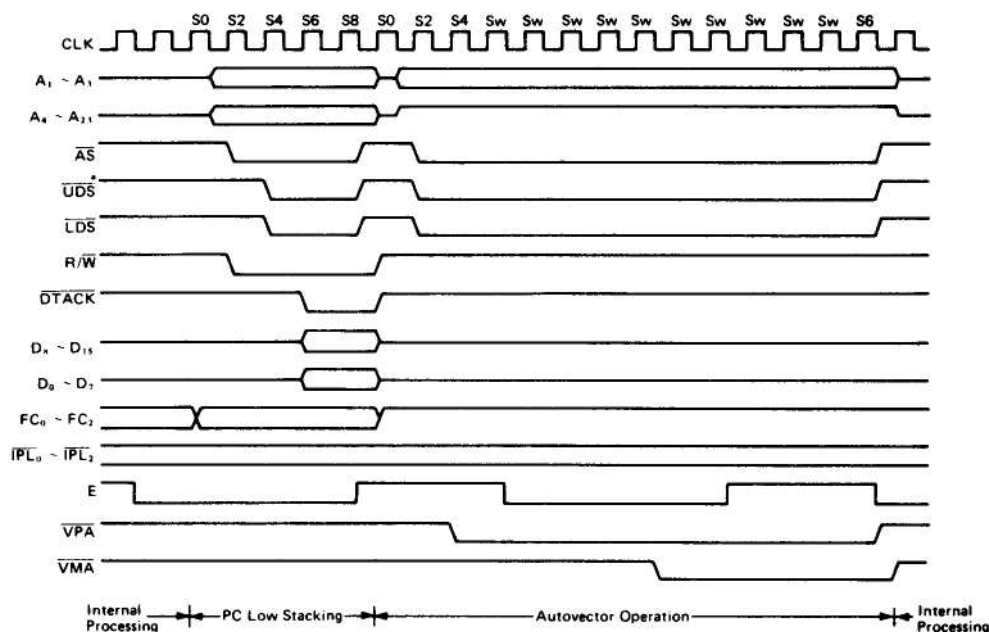 S0 S2 S4 S6 S8 S0 S2 S4 Sw Sw Sw Sw Sw Sw Sw Sw Sw Sw S6
CLK
A₁ ~ A₃
A₄ ~ A₂₃
AS
UDS*
LDS
R/W
DTACK
D₈ ~ D₁₅
D₀ ~ D₇
FC₀ ~ FC₂
IPL₀ ~ IPL₂
E
VPA
VMA
Internal Processing
PC Low Stacking
Autovector Operation
Internal Processing